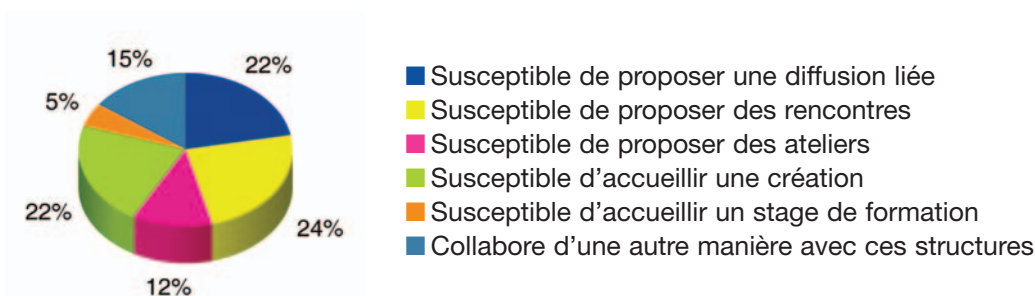 15%
22%
5%
22%
24%
12%
Susceptible de proposer une diffusion liée
Susceptible de proposer des rencontres
Susceptible de proposer des ateliers
Susceptible d'accueillir une création
Susceptible d'accueillir un stage de formation
Collabore d'une autre manière avec ces structures